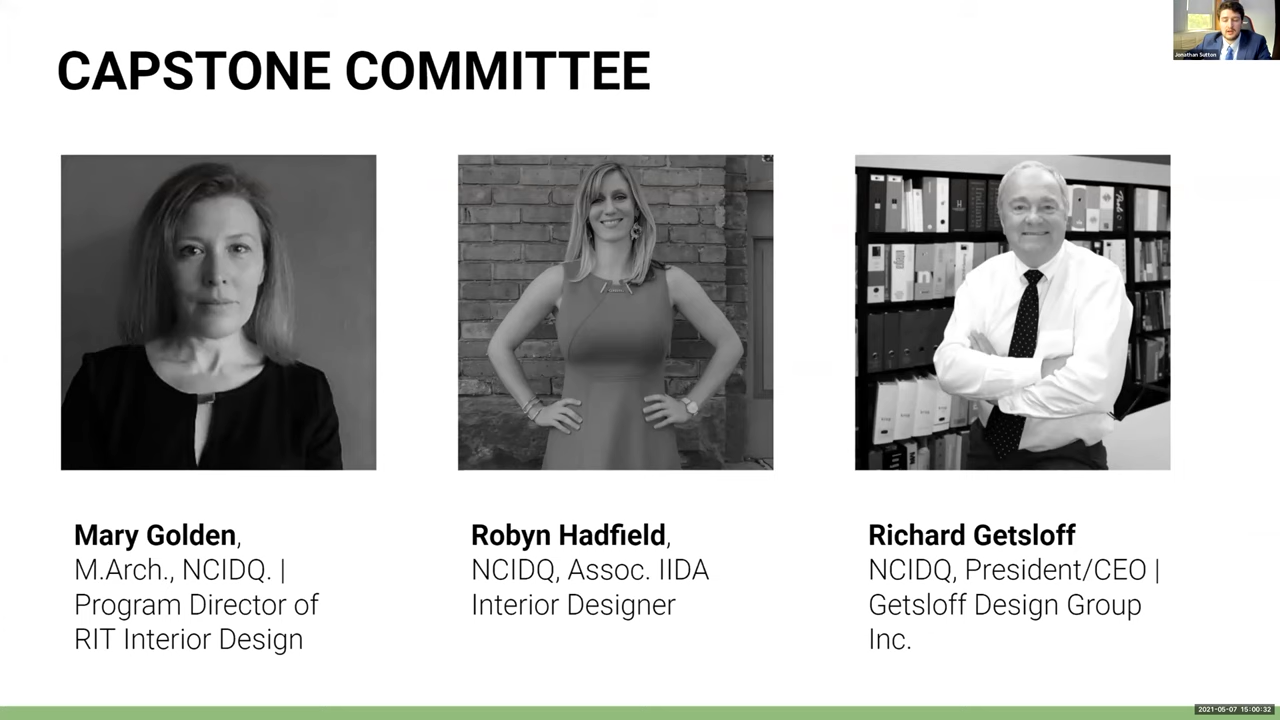 CAPSTONE COMMITTEE
Jonathan Sutton
Mary Golden,
M.Arch., NCIDQ. |
Program Director of
RIT Interior Design
Robyn Hadfield,
NCIDQ, Assoc. IIDA
Interior Designer
Richard Getsloff
NCIDQ, President/CEO |
Getsloff Design Group
Inc.
2021-05-07 15:00:32